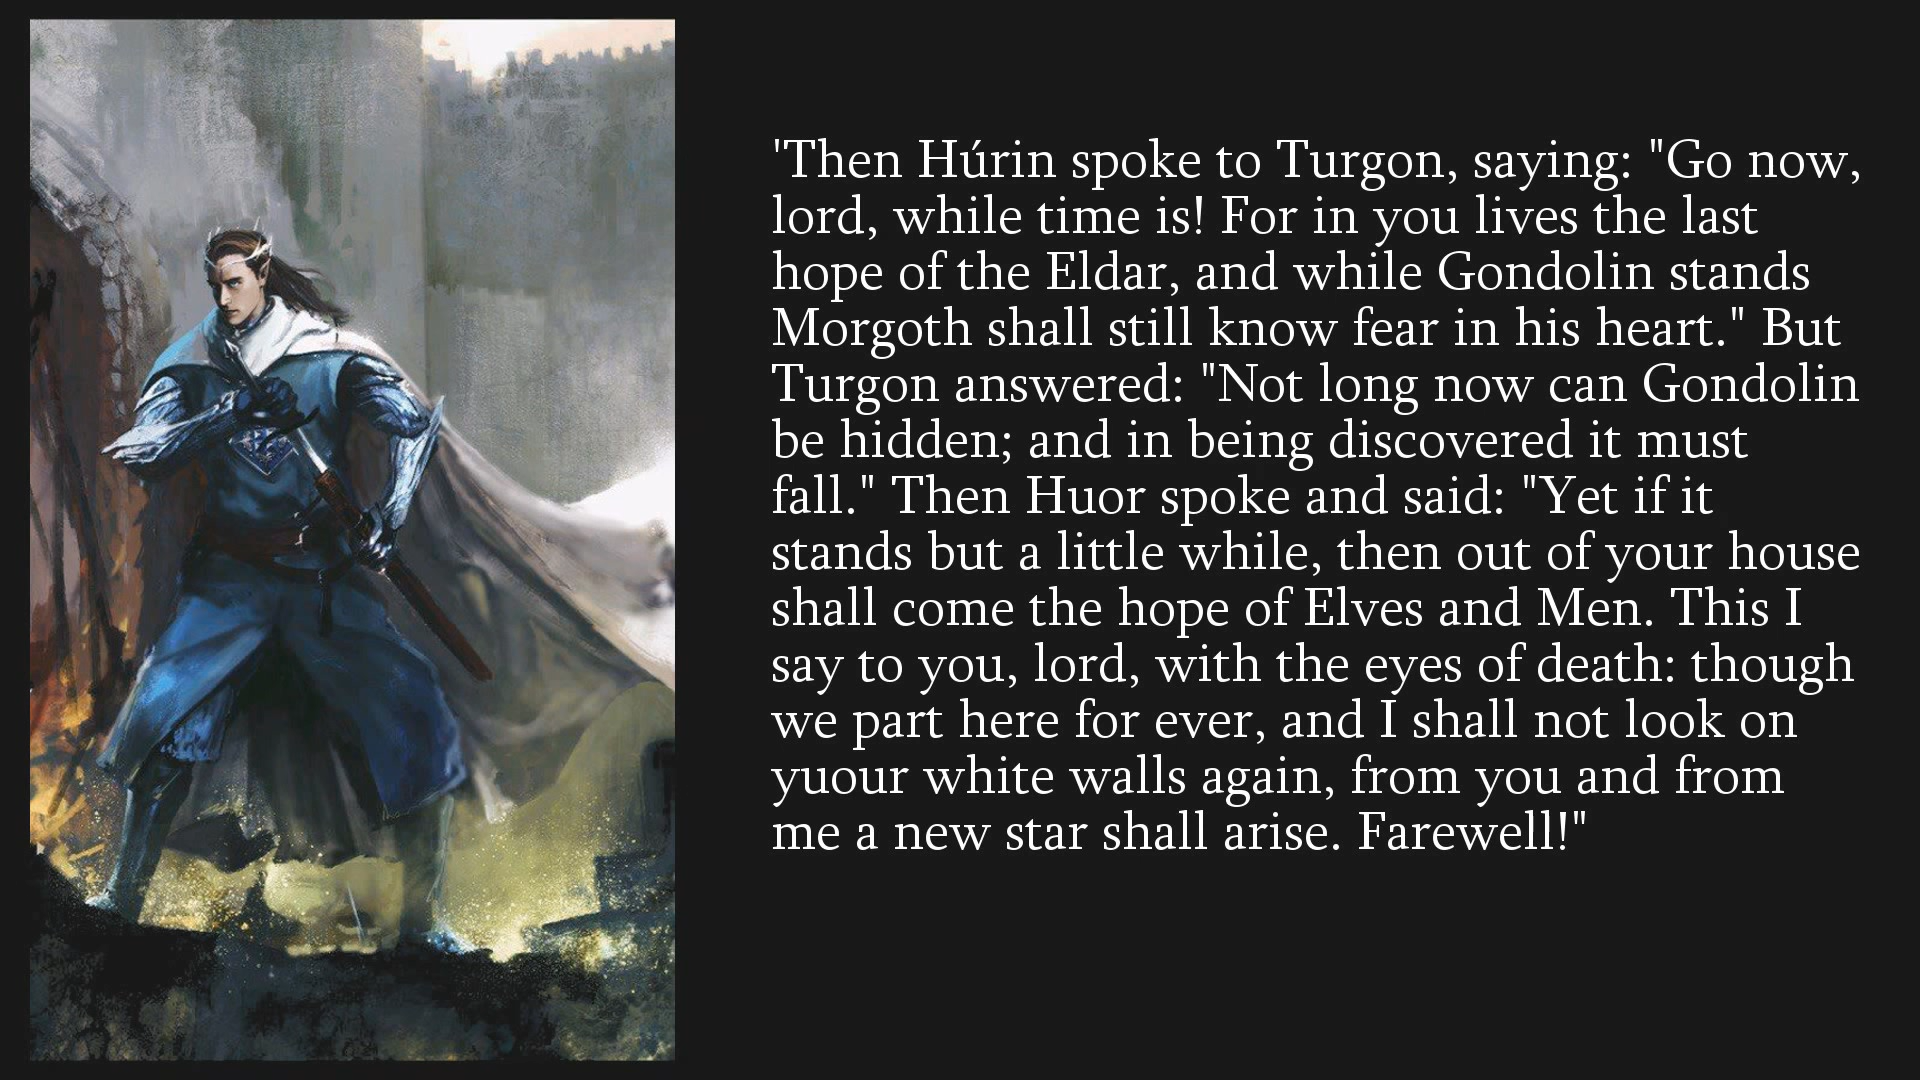 'Then Húrin spoke to Turgon, saying: "Go now,
lord, while time is! For in you lives the last
hope of the Eldar, and while Gondolin stands
Morgoth shall still know fear in his heart." But
Turgon answered: "Not long now can Gondolin
be hidden; and in being discovered it must
fall." Then Huor spoke and said: "Yet if it
stands but a little while, then out of your house
shall come the hope of Elves and Men. This I
say to you, lord, with the eyes of death: though
we part here for ever, and I shall not look on
yuour white walls again, from you and from
me a new star shall arise. Farewell!"